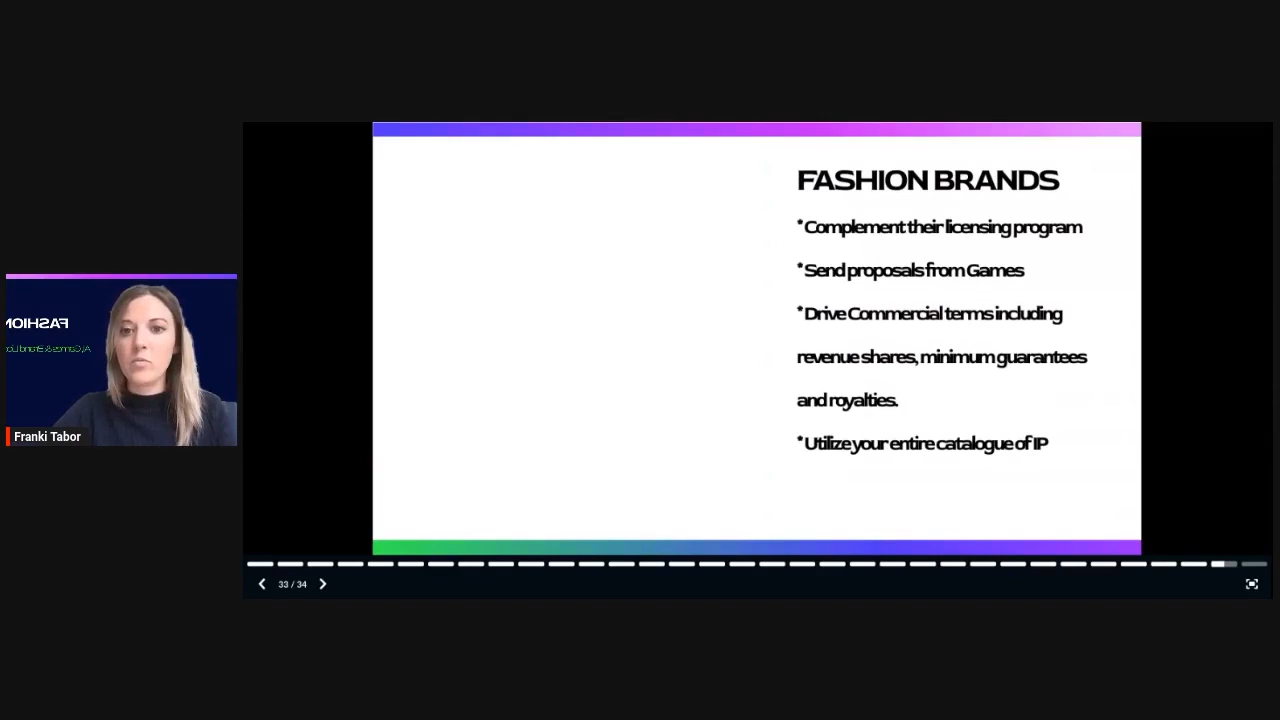 FASHION BRANDS
*Complement their licensing program
*Send proposals from Games
*Drive Commercial terms including
revenue shares, minimum guarantees
and royalties.
*Utilize your entire catalogue of IP
FASHION
Franki Tabor
33 / 34